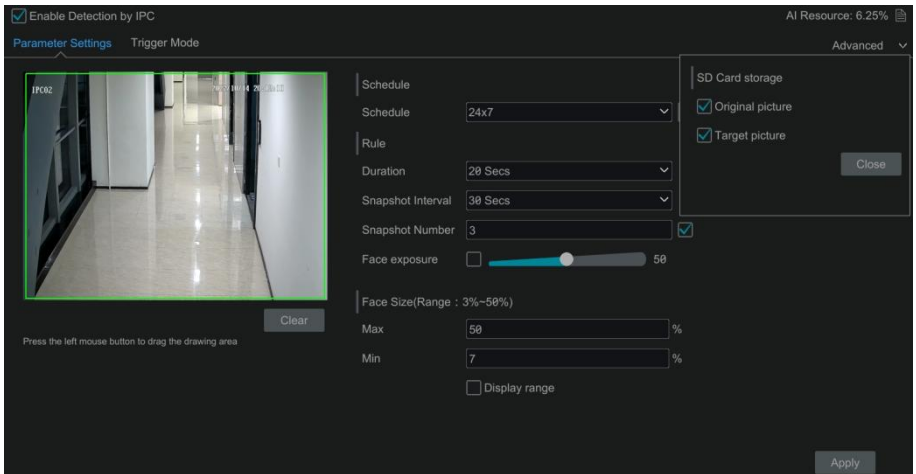 Enable Detection by IPC
AI Resource: 6.25%
Parameter Settings Trigger Mode
Advanced
IPC02
Clear
Press the left mouse button to drag the drawing area
Schedule
Schedule 24x7
Rule
Duration 20 Secs
Snapshot Interval 30 Secs
Snapshot Number 3
Face exposure 50
Face Size(Range : 3%~50%)
Max 50 %
Min 7 %
Display range
SD Card storage
Original picture
Target picture
Close
Apply